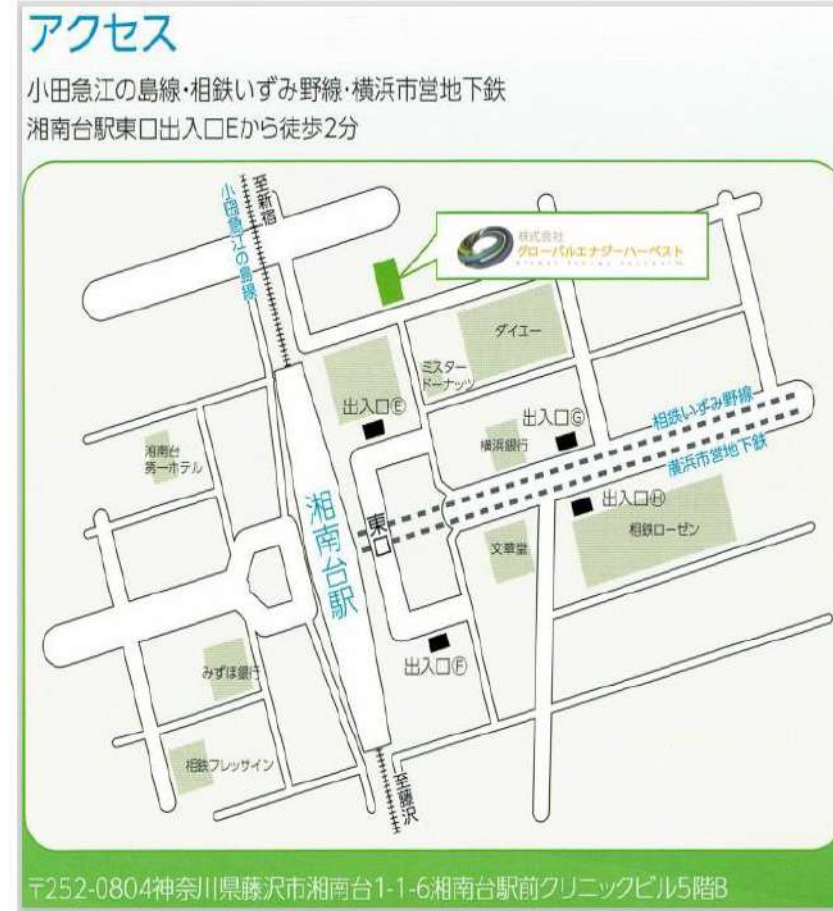 アクセス
小田急江の島線・相鉄いずみ野線・横浜市営地下鉄
湘南台駅東口出入口Eから徒歩2分
至新宿
小田急江の島線
株式会社
グローバルエナジーハーベスト
ダイエー
ミスター
ドーナッツ
出入口Ⓔ
出入口Ⓖ
相鉄いずみ野線
横浜銀行
横浜市営地下鉄
湘南台
第一ホテル
出入口Ⓗ
湘南台駅
東口
文華堂
相鉄ローゼン
出入口Ⓕ
みずほ銀行
相鉄フレッサイン
至藤沢
〒252-0804神奈川県藤沢市湘南台1-1-6湘南台駅前クリニックビル5階B